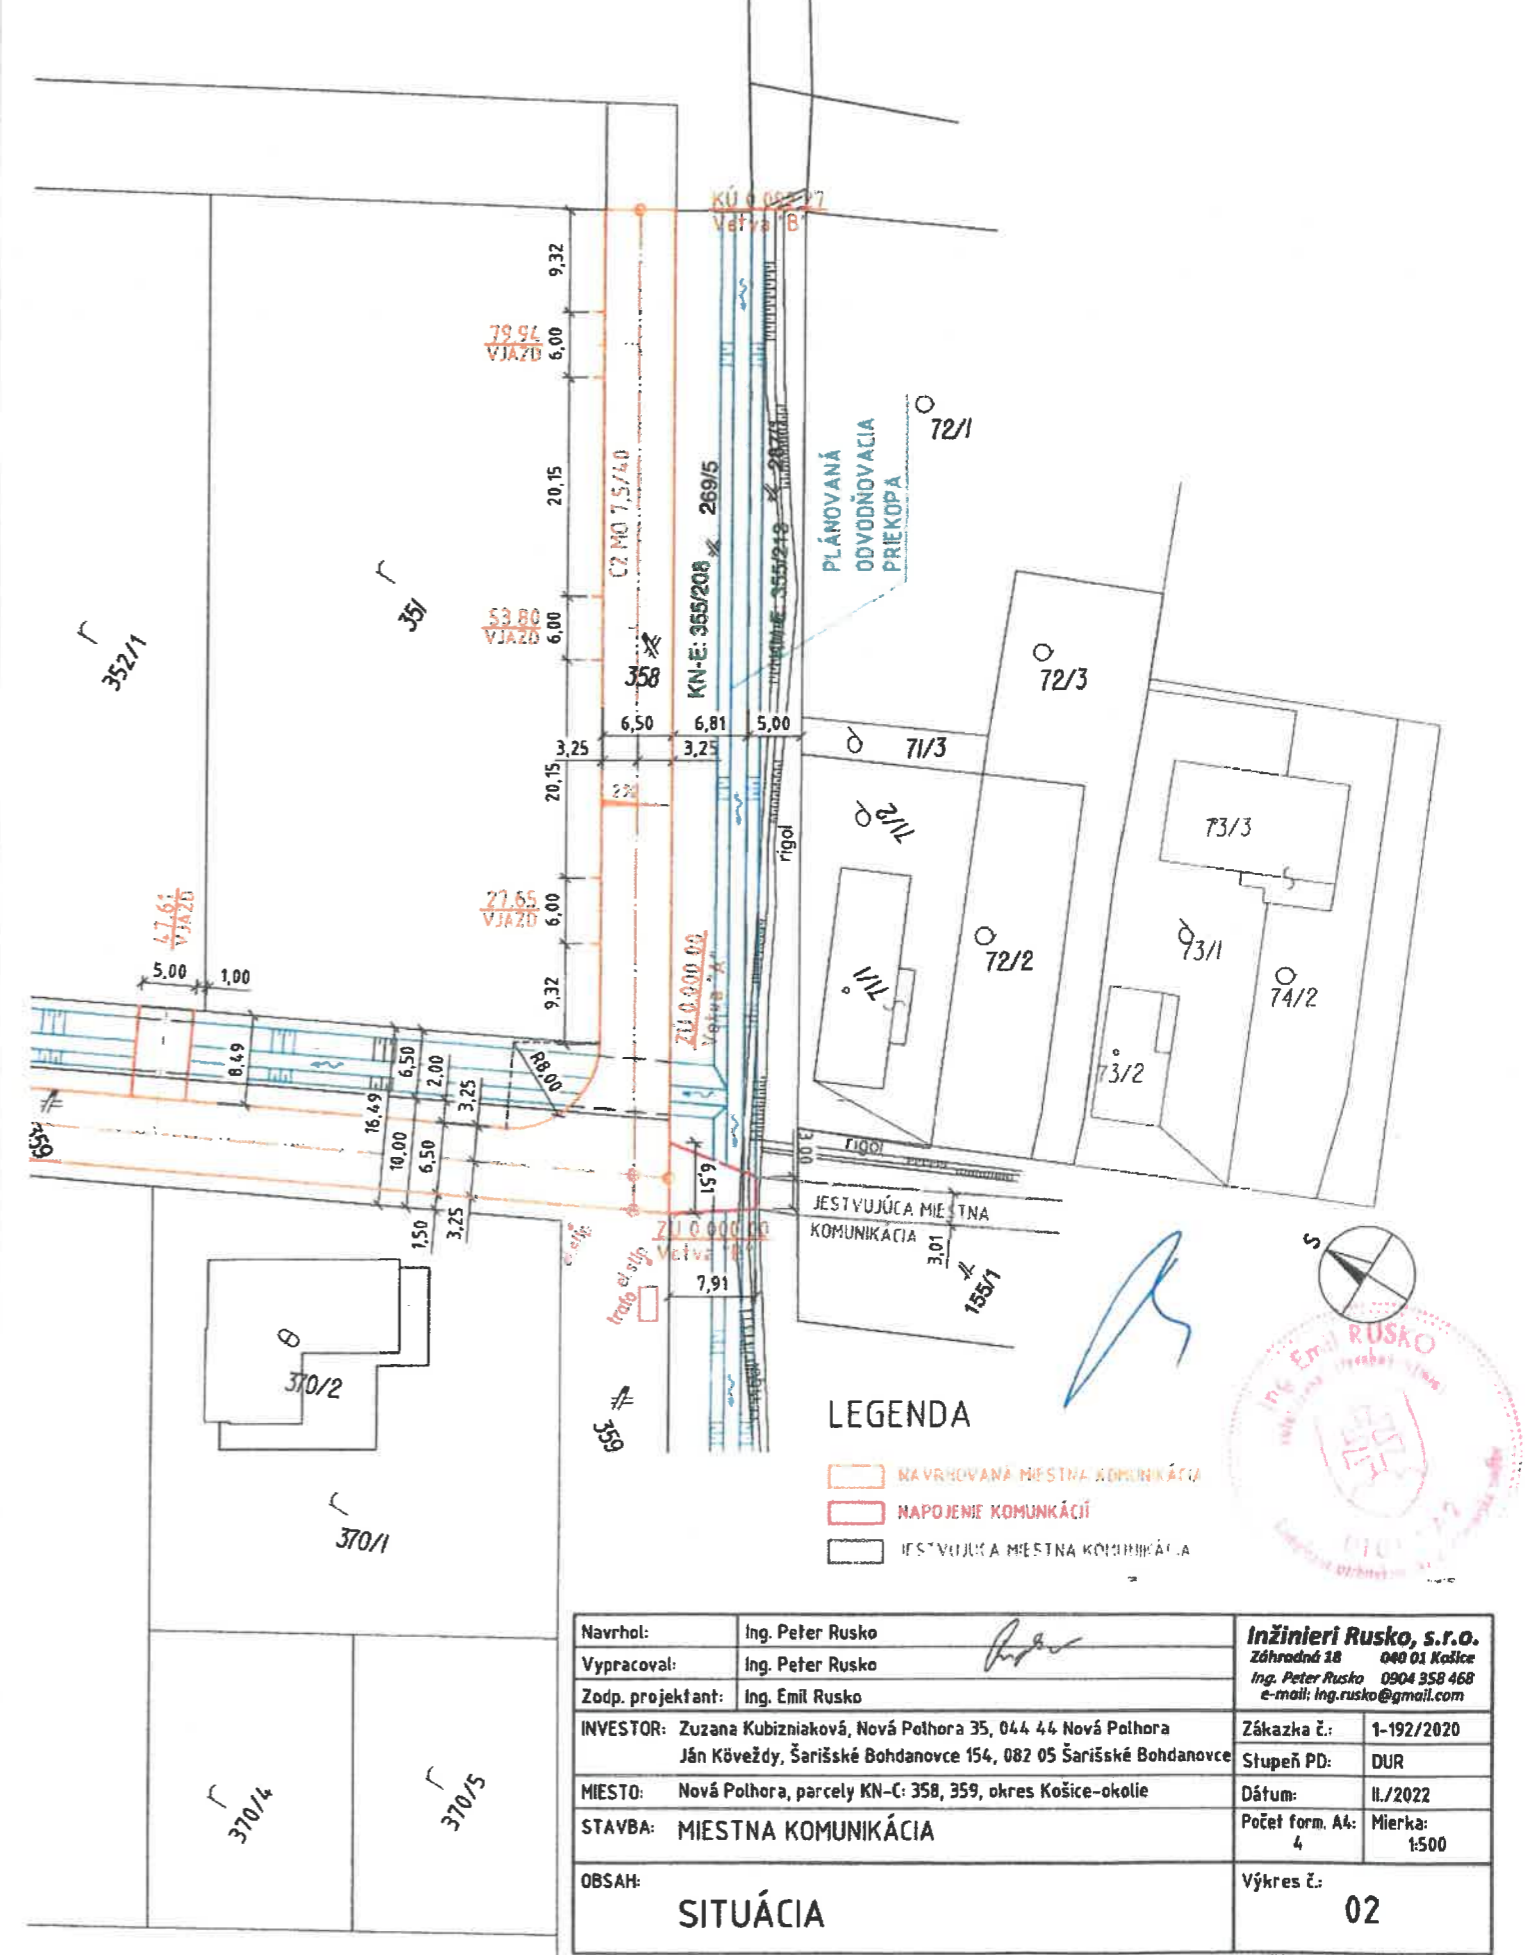 Vetva "B"
9,32
79.94
VJAZD
6,00
20,15
C2 MO 7,5/40
KN-E: 355/208 269/5
PLÁNOVANÁ
ODVODŇOVACIA
PRIEKOPA
72/1
351
352/1
53.80
VJAZD
6,00
358
72/3
6,50
6,81
5,00
3,25
3,25
71/3
20,15
71/2
73/3
rigol
27.65
VJAZD
6,00
47.61
VJAZD
72/2
73/1
74/2
71/1
5.00
1,00
9,32
ZÚ 0.000 00
Vetva "A"
73/2
8,49
6,50
2,00
3,25
R8,00
16,49
10,00
6,50
1,50
3,25
359
6,51
3,00
rigol
JESTVUJÚCA MIESTNA
KOMUNIKÁCIA
3,01
155/1
ZÚ 0.000 00
Vetva "B"
el.stĺp
el.stĺp
trafo
7,91
S
370/2
359
370/1
370/4
370/5
LEGENDA
NAVRHOVANÁ MIESTNA KOMUNIKÁCIA
NAPOJENIE KOMUNKÁCIÍ
JESTVUJÚCA MIESTNA KOMUNIKÁCIA
Ing. Emil RUSKO
Navrhol: Ing. Peter Rusko
Vypracoval: Ing. Peter Rusko
Zodp. projektant: Ing. Emil Rusko
Inžinieri Rusko, s.r.o.
Záhradná 18 040 01 Košice
Ing. Peter Rusko 0904 358 468
e-mail: ing.rusko@gmail.com
INVESTOR: Zuzana Kubizniaková, Nová Polhora 35, 044 44 Nová Polhora
Ján Köveždy, Šarišské Bohdanovce 154, 082 05 Šarišské Bohdanovce
MIESTO: Nová Polhora, parcely KN-C: 358, 359, okres Košice-okolie
STAVBA: MIESTNA KOMUNIKÁCIA
Zákazka č.: 1-192/2020
Stupeň PD: DUR
Dátum: II./2022
Počet form. A4: 4
Mierka: 1:500
OBSAH:
SITUÁCIA
Výkres č.:
02